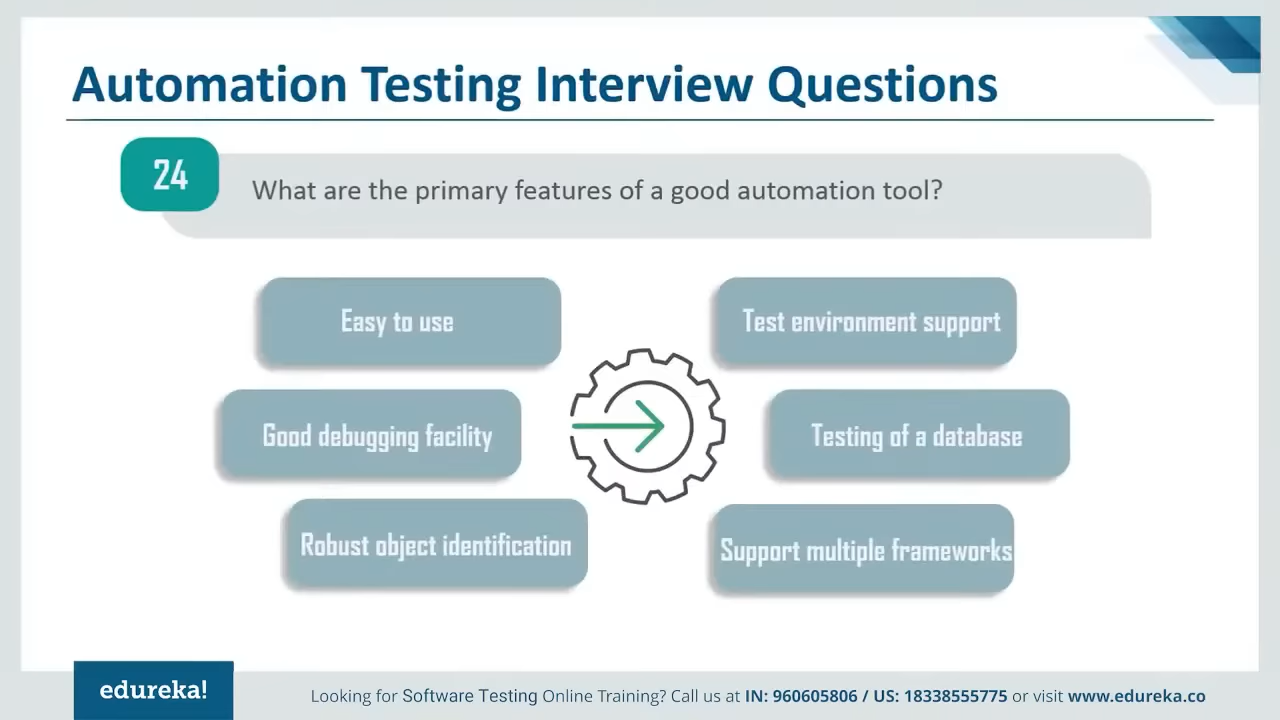 Automation Testing Interview Questions
24
What are the primary features of a good automation tool?
Easy to use
Test environment support
Good debugging facility
Testing of a database
Robust object identification
Support multiple frameworks
edureka!
Looking for Software Testing Online Training? Call us at IN: 960605806 / US: 18338555775 or visit www.edureka.co